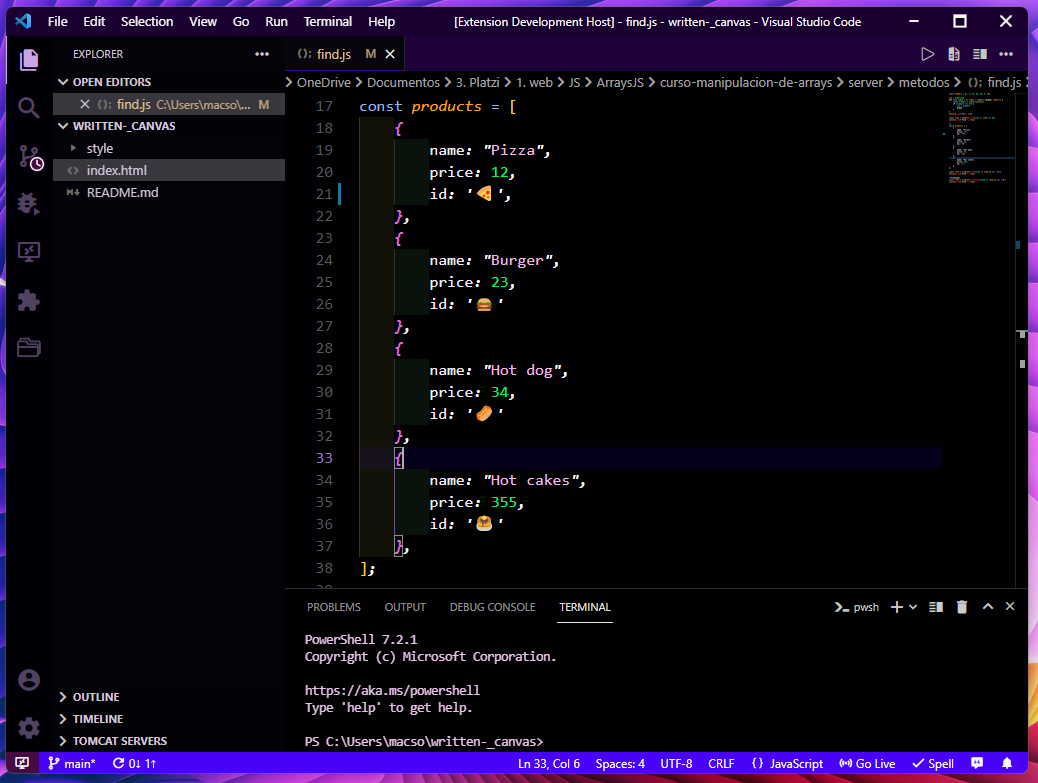 File Edit Selection View Go Run Terminal Help [Extension Development Host] - find.js - written-_canvas - Visual Studio Code
EXPLORER
find.js M
OPEN EDITORS
find.js C:\Users\macso\... M
WRITTEN-_CANVAS
style
index.html
README.md
OUTLINE
TIMELINE
TOMCAT SERVERS
OneDrive > Documentos > 3. Platzi > 1. web > JS > ArraysJS > curso-manipulacion-de-arrays > server > metodos > find.js
17 const products = [
18 {
19 name: "Pizza",
20 price: 12,
21 id: '🍕',
22 },
23 {
24 name: "Burger",
25 price: 23,
26 id: '🍔'
27 },
28 {
29 name: "Hot dog",
30 price: 34,
31 id: '🌭'
32 },
33 {
34 name: "Hot cakes",
35 price: 355,
36 id: '🥞'
37 },
38 ];
PROBLEMS OUTPUT DEBUG CONSOLE TERMINAL pwsh
PowerShell 7.2.1
Copyright (c) Microsoft Corporation.
https://aka.ms/powershell
Type 'help' to get help.
PS C:\Users\macso\written-_canvas>
main* 0↓ 1↑ Ln 33, Col 6 Spaces: 4 UTF-8 CRLF {} JavaScript Go Live Spell